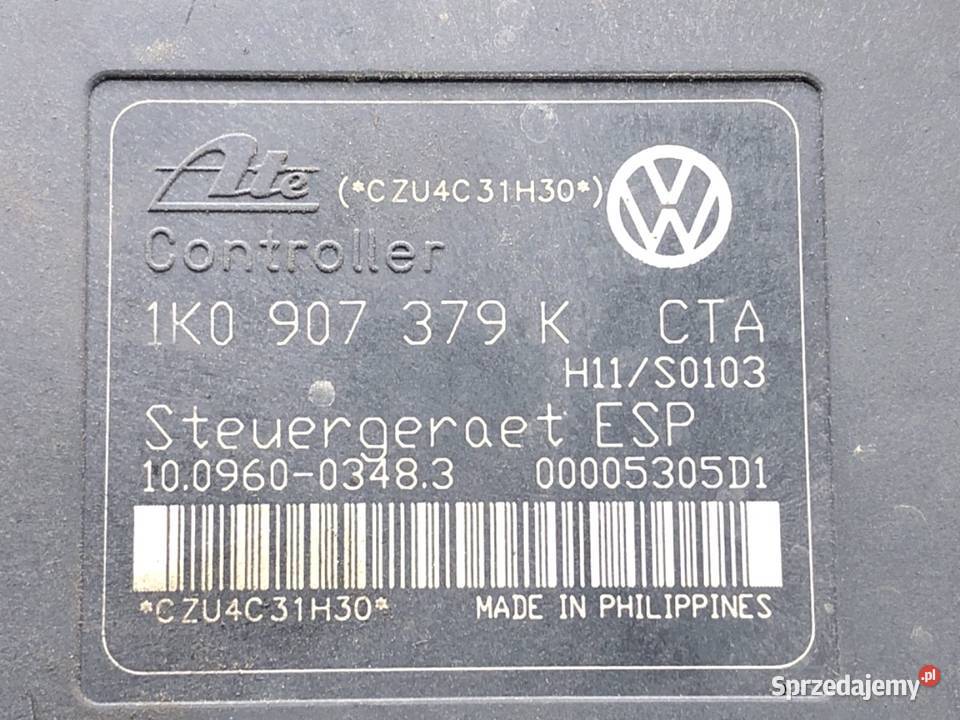 Ate (*CZU4C31H30*)
Controller
1K0 907 379 K CTA
H11/S0103
Steuergeraet ESP
10.0960-0348.3 00005305D1
*CZU4C31H30* MADE IN PHILIPPINES
Sprzedajemy.pl